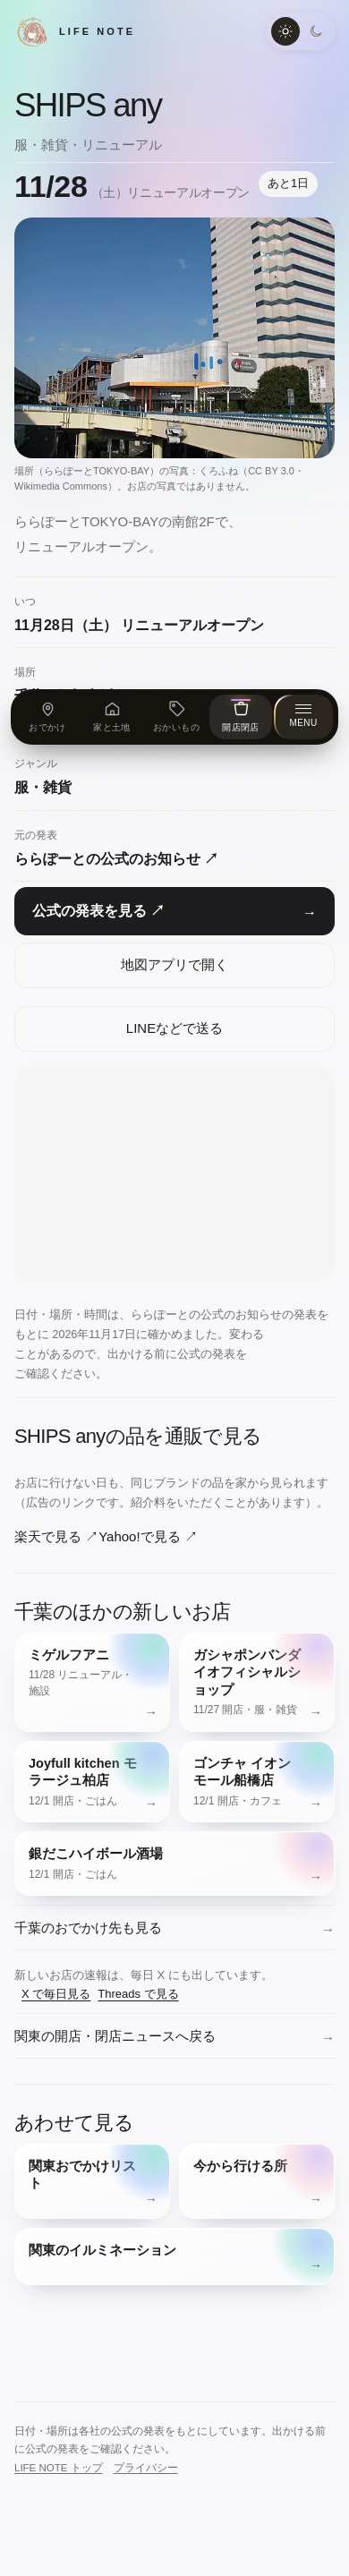 LIFE NOTE
SHIPS any
服・雑貨・リニューアル
11/28（土）リニューアルオープン あと1日
場所（ららぽーとTOKYO-BAY）の写真：くろふね（CC BY 3.0・
Wikimedia Commons）。お店の写真ではありません。
ららぽーとTOKYO-BAYの南館2Fで、
リニューアルオープン。
いつ
11月28日（土） リニューアルオープン
場所
おでかけ 家と土地 おかいもの 開店閉店 MENU
ジャンル
服・雑貨
元の発表
ららぽーとの公式のお知らせ ↗
公式の発表を見る ↗ →
地図アプリで開く
LINEなどで送る
日付・場所・時間は、ららぽーとの公式のお知らせの発表を
もとに 2026年11月17日に確かめました。変わる
ことがあるので、出かける前に公式の発表を
ご確認ください。
SHIPS anyの品を通販で見る
お店に行けない日も、同じブランドの品を家から見られます
（広告のリンクです。紹介料をいただくことがあります）。
楽天で見る ↗Yahoo!で見る ↗
千葉のほかの新しいお店
ミゲルフアニ
11/28 リニューアル・
施設
→
ガシャポンバンダ
イオフィシャルシ
ョップ
11/27 開店・服・雑貨 →
Joyfull kitchen モ
ラージュ柏店
12/1 開店・ごはん →
ゴンチャ イオン
モール船橋店
12/1 開店・カフェ →
銀だこハイボール酒場
12/1 開店・ごはん →
千葉のおでかけ先も見る →
新しいお店の速報は、毎日 X にも出しています。
X で毎日見る Threads で見る
関東の開店・閉店ニュースへ戻る →
あわせて見る
関東おでかけリス
ト
→
今から行ける所
→
関東のイルミネーション
→
日付・場所は各社の公式の発表をもとにしています。出かける前
に公式の発表をご確認ください。
LIFE NOTE トップ プライバシー